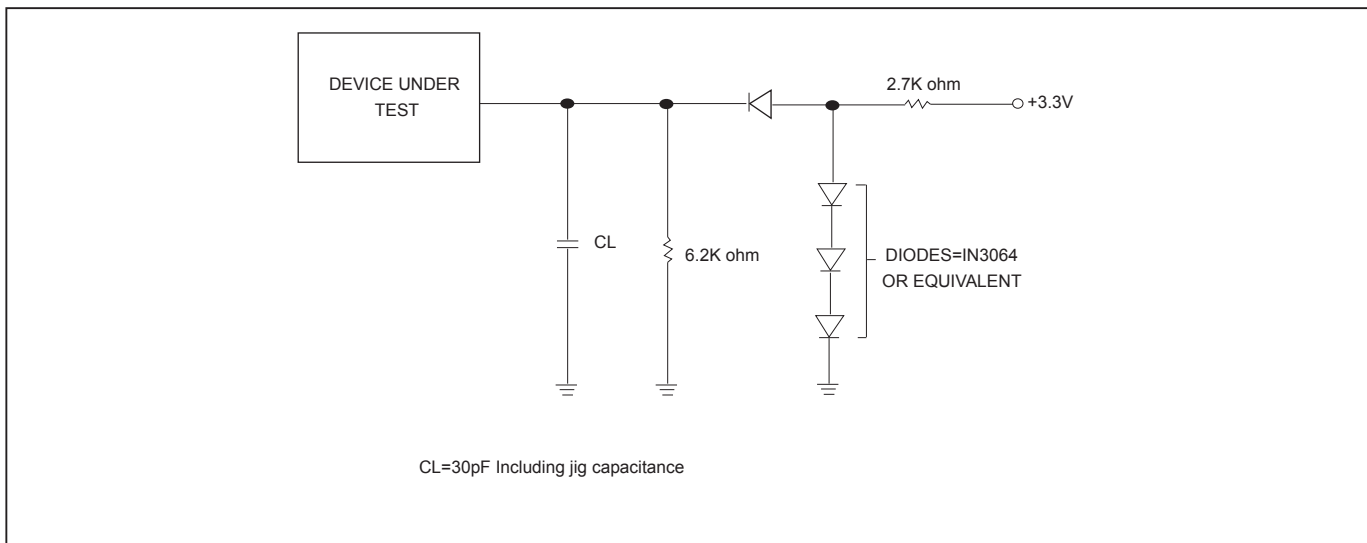 DEVICE UNDER
TEST
2.7K ohm
+3.3V
CL
6.2K ohm
DIODES=IN3064
OR EQUIVALENT
CL=30pF Including jig capacitance